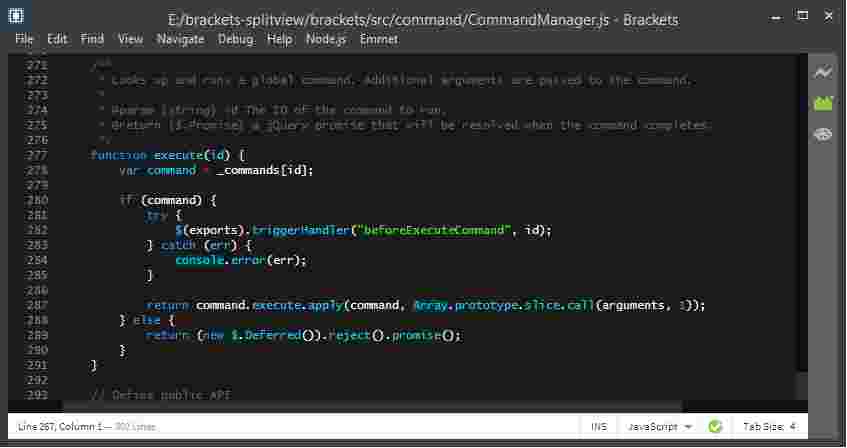 E:/brackets-splitview/brackets/src/command/CommandManager.js - Brackets
File Edit Find View Navigate Debug Help Node.js Emmet
271 /**
272 * Looks up and runs a global command. Additional arguments are passed to the command.
273 *
274 * @param {string} id The ID of the command to run.
275 * @return {$.Promise} a jQuery promise that will be resolved when the command completes.
276 */
277 function execute(id) {
278 var command = _commands[id];
279
280 if (command) {
281 try {
282 $(exports).triggerHandler("beforeExecuteCommand", id);
283 } catch (err) {
284 console.error(err);
285 }
286
287 return command.execute.apply(command, Array.prototype.slice.call(arguments, 1));
288 } else {
289 return (new $.Deferred()).reject().promise();
290 }
291 }
292
293 // Define public API
Line 267, Column 1 — 302 Lines INS JavaScript Tab Size: 4